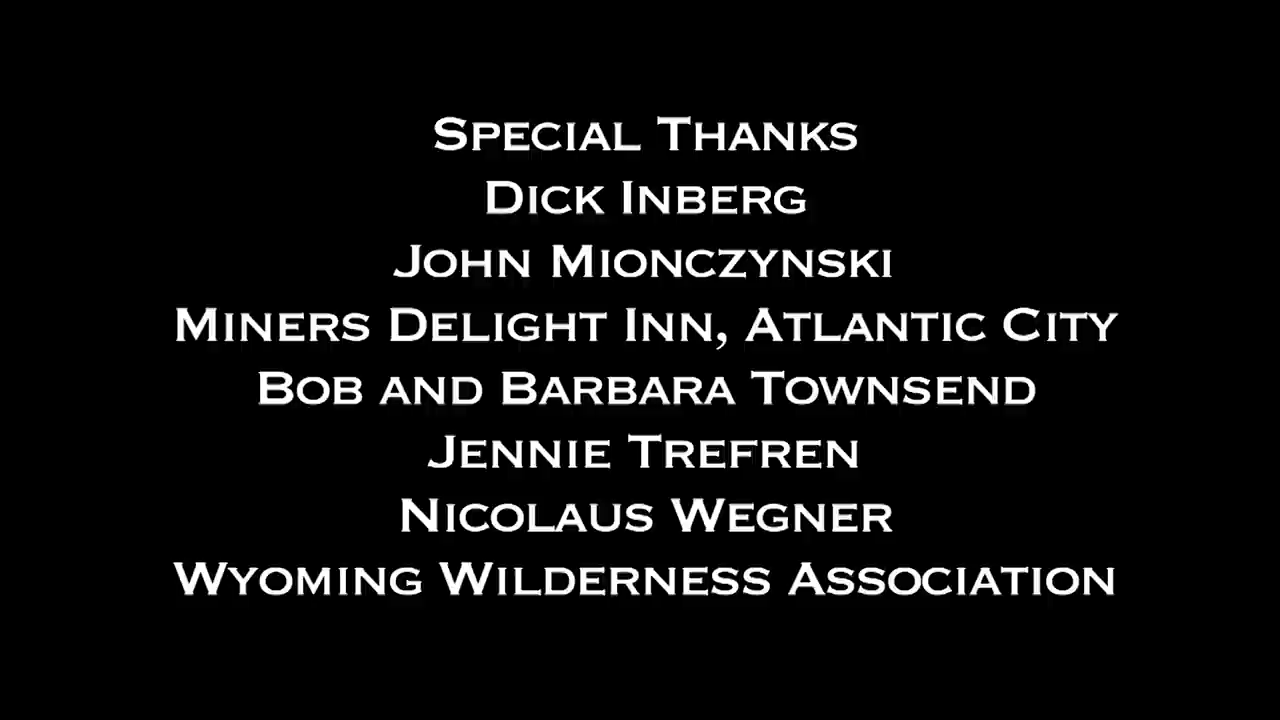 Special Thanks
Dick Inberg
John Mionczynski
Miners Delight Inn, Atlantic City
Bob and Barbara Townsend
Jennie Trefren
Nicolaus Wegner
Wyoming Wilderness Association